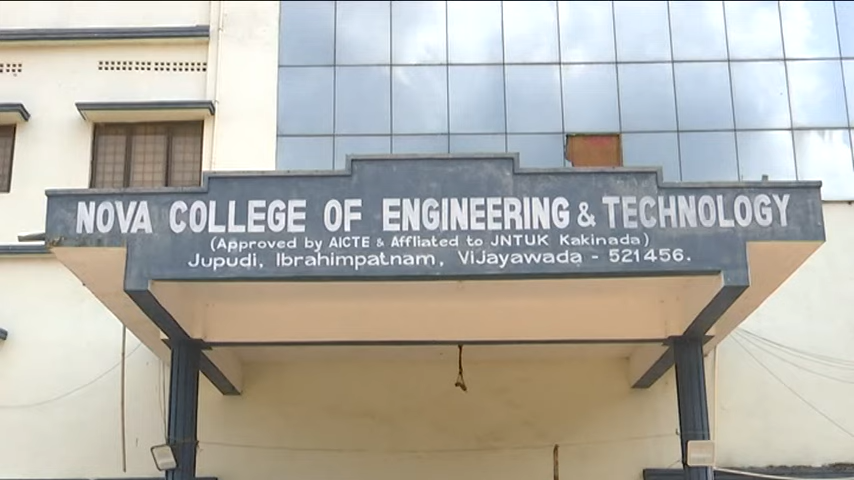 NOVA COLLEGE OF ENGINEERING & TECHNOLOGY
(Approved by AICTE & Affliated to JNTUK Kakinada)
Jupudi, Ibrahimpatnam, Vijayawada - 521456.